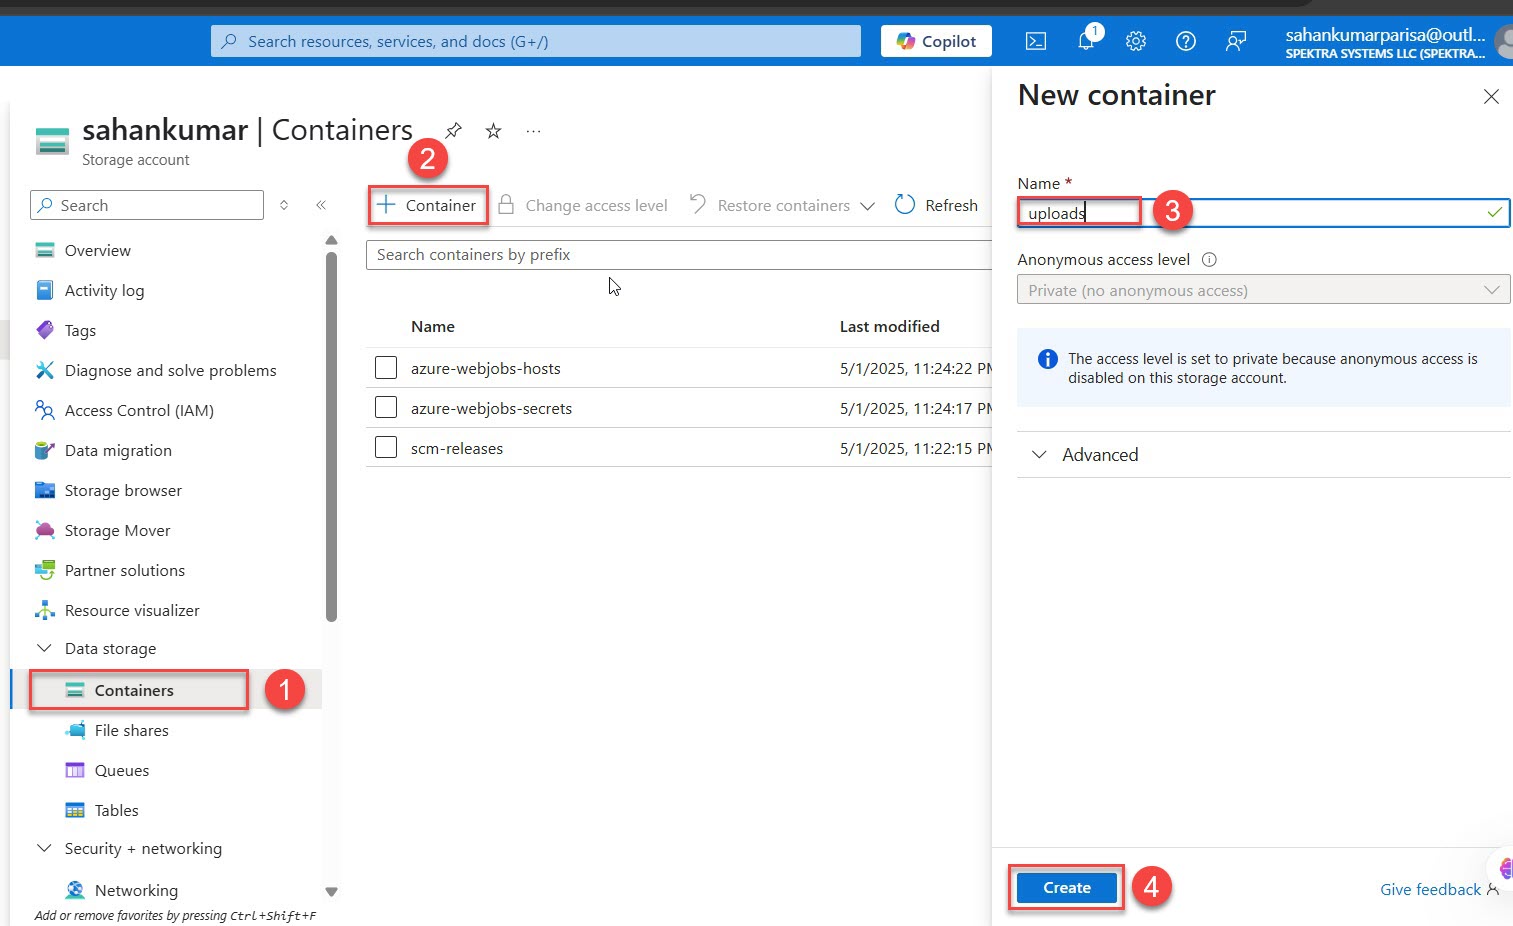 Search resources, services, and docs (G+/)
Copilot
1
sahankumarparisa@outl...
SPEKTRA SYSTEMS LLC (SPEKTRA...
sahankumar | Containers
Storage account
Search
Overview
Activity log
Tags
Diagnose and solve problems
Access Control (IAM)
Data migration
Storage browser
Storage Mover
Partner solutions
Resource visualizer
Data storage
Containers
1
File shares
Queues
Tables
Security + networking
Networking
Add or remove favorites by pressing Ctrl+Shift+F
2
Container
Change access level
Restore containers
Refresh
Search containers by prefix
Name Last modified
azure-webjobs-hosts 5/1/2025, 11:24:22 PM
azure-webjobs-secrets 5/1/2025, 11:24:17 PM
scm-releases 5/1/2025, 11:22:15 PM
New container
Name *
uploads
3
Anonymous access level
Private (no anonymous access)
The access level is set to private because anonymous access is
disabled on this storage account.
Advanced
Create
4
Give feedback